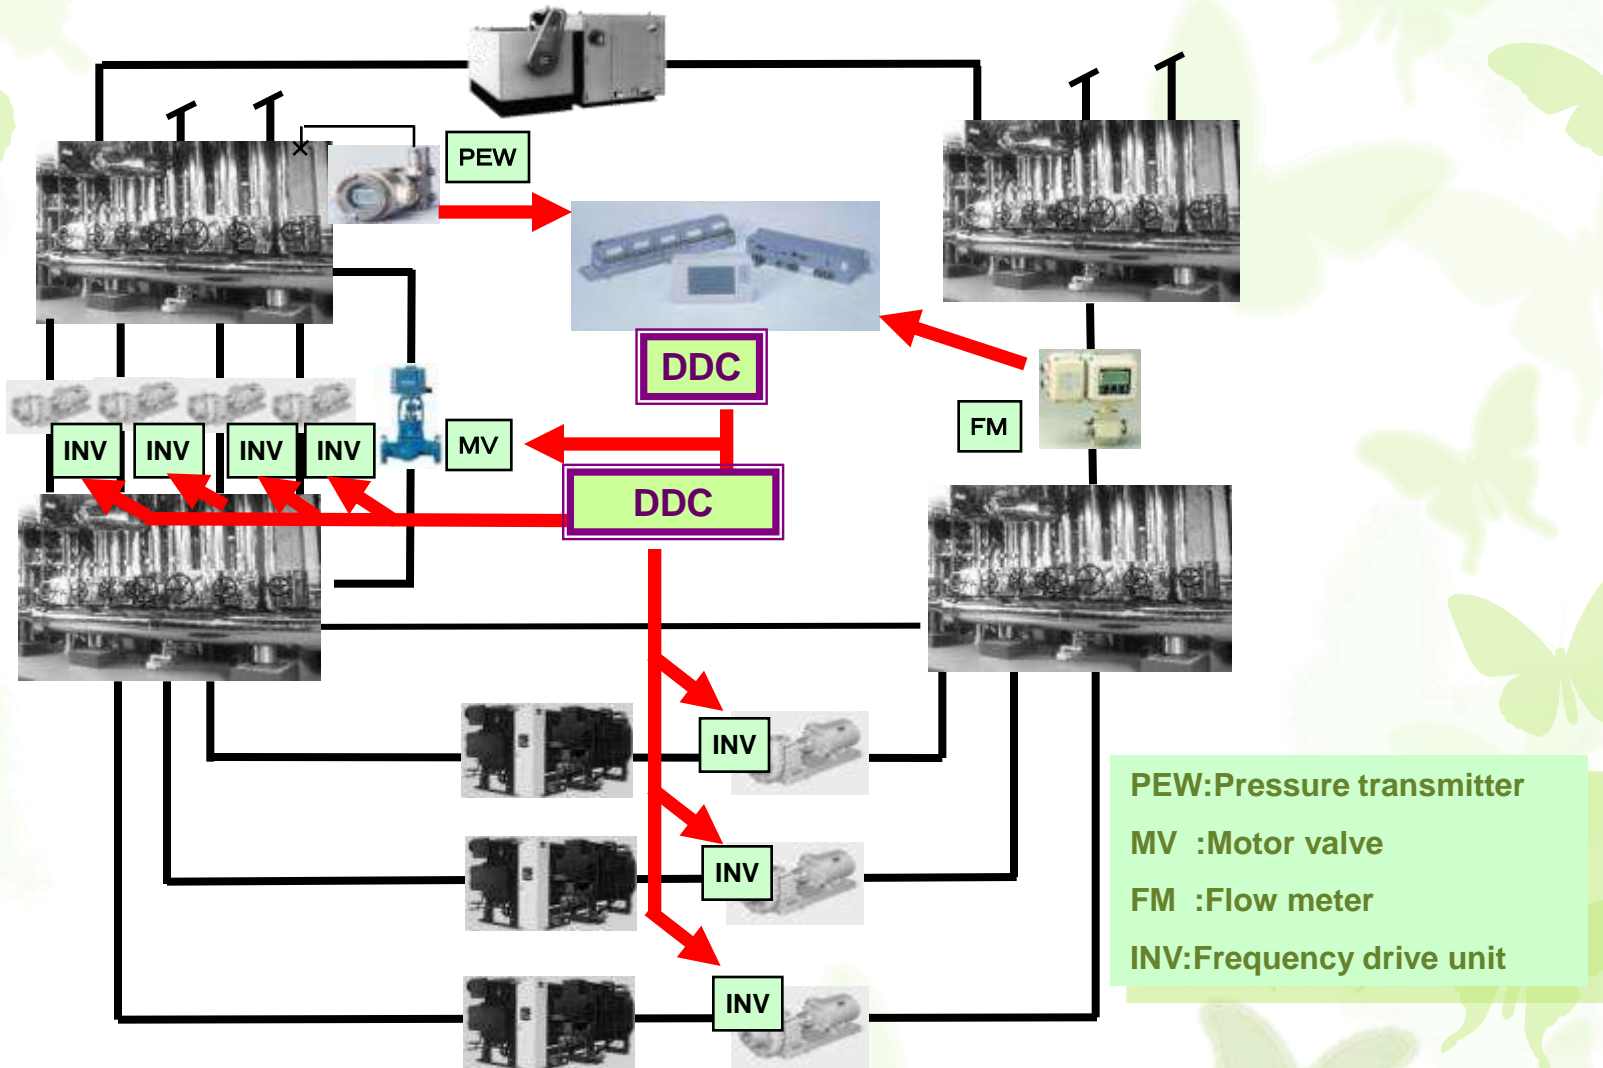 PEW
DDC
FM
INV
INV
INV
INV
MV
DDC
INV
INV
INV
PEW:Pressure transmitter
MV :Motor valve
FM :Flow meter
INV:Frequency drive unit